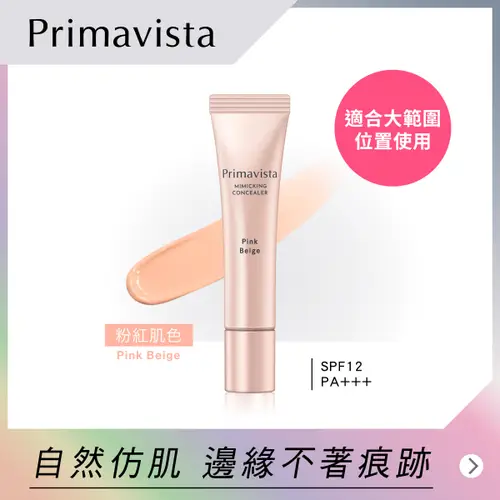 Primavista
適合大範圍
位置使用
Primavista
MIMICKING
CONCEALER
Pink
Beige
粉紅肌色
Pink Beige
SPF12
PA+++
自然仿肌 邊緣不著痕跡